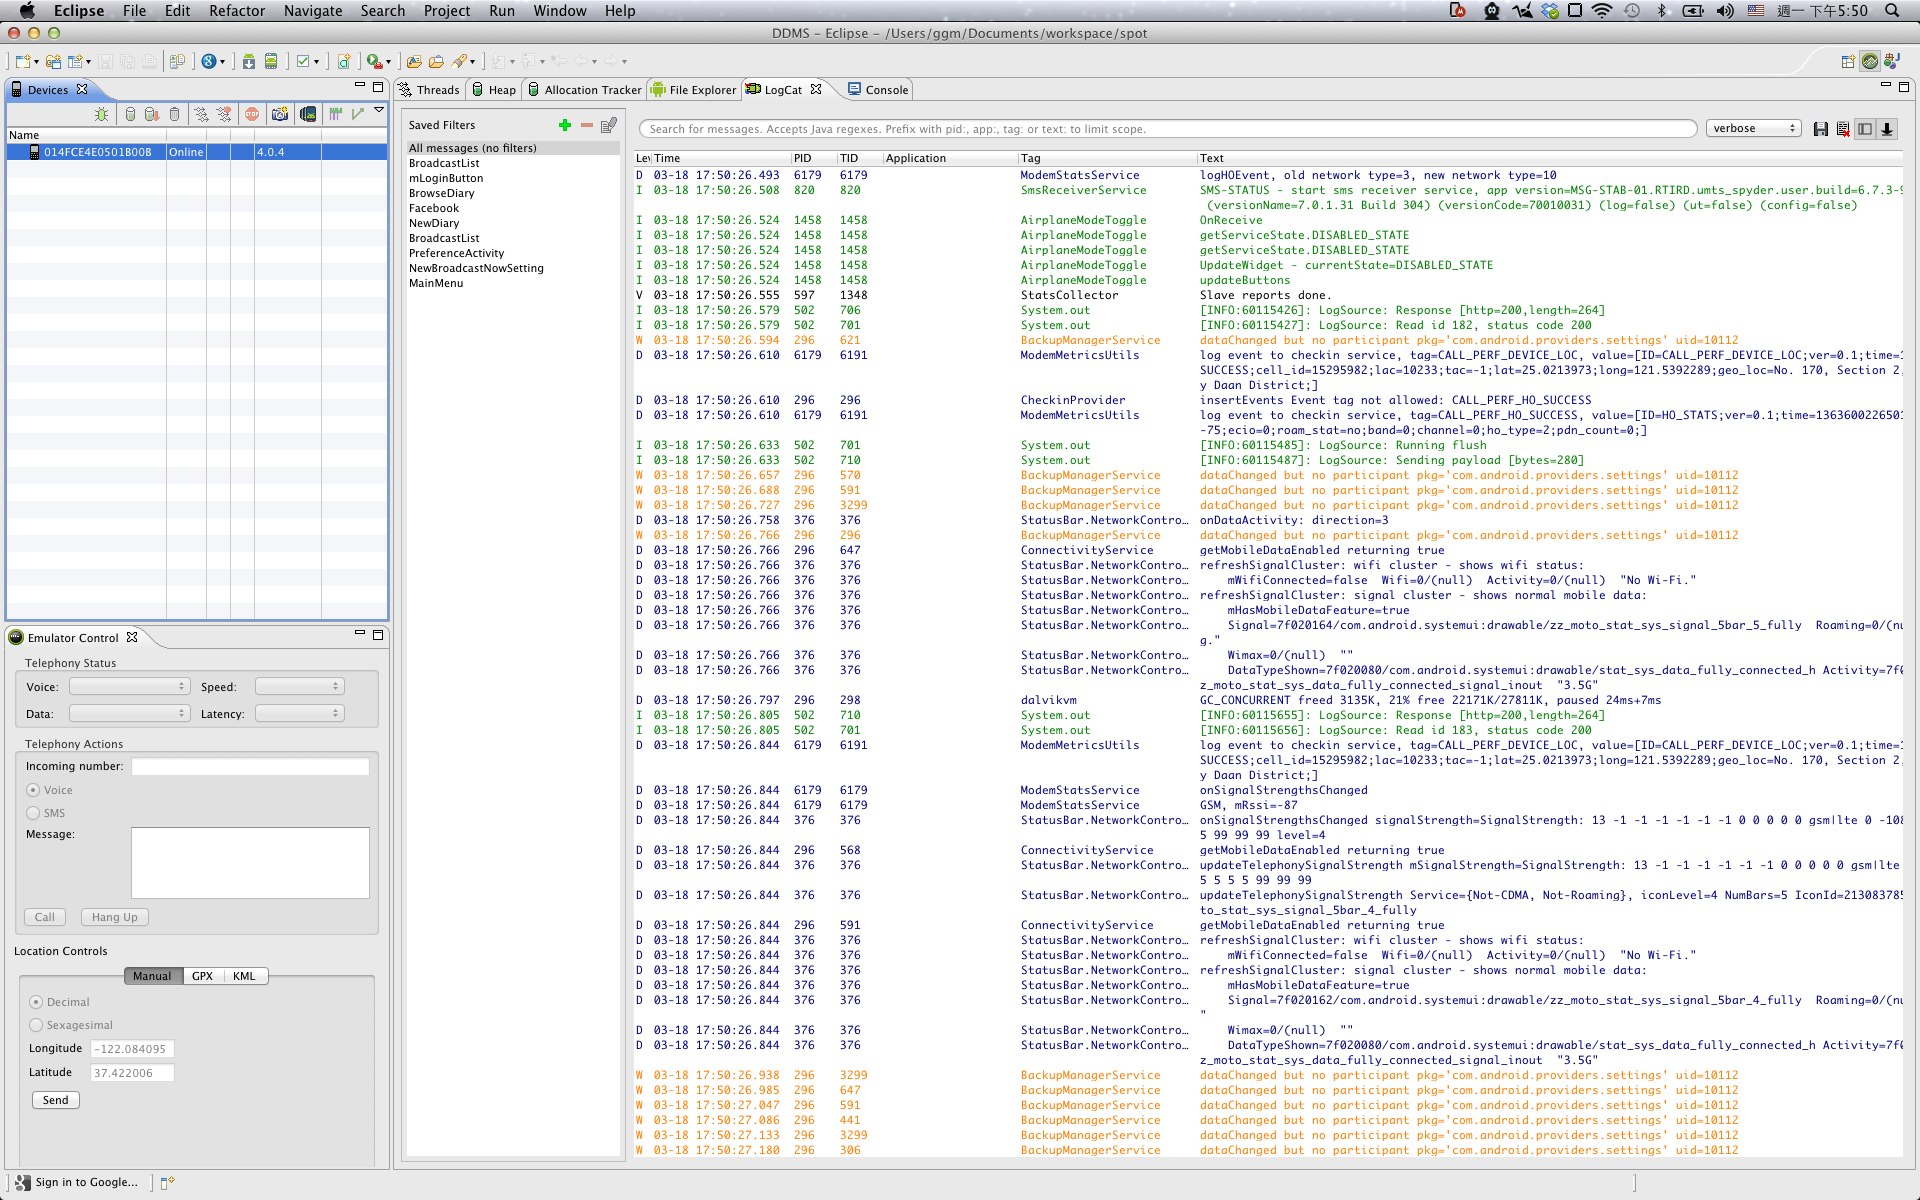 Eclipse File Edit Refactor Navigate Search Project Run Window Help 週一 下午5:50
DDMS – Eclipse – /Users/ggm/Documents/workspace/spot
Devices
Name
014FCE4E0501B00B Online 4.0.4
Emulator Control
Telephony Status
Voice: Speed:
Data: Latency:
Telephony Actions
Incoming number:
Voice
SMS
Message:
Call Hang Up
Location Controls
Manual GPX KML
Decimal
Sexagesimal
Longitude -122.084095
Latitude 37.422006
Send
Sign in to Google...
Threads Heap Allocation Tracker File Explorer LogCat Console
Saved Filters
All messages (no filters)
BroadcastList
mLoginButton
BrowseDiary
Facebook
NewDiary
BroadcastList
PreferenceActivity
NewBroadcastNowSetting
MainMenu
Search for messages. Accepts Java regexes. Prefix with pid:, app:, tag: or text: to limit scope.
verbose
Time PID TID Application Tag Text
D 03-18 17:50:26.493 6179 6179 ModemStatsService logHOEvent, old network type=3, new network type=10
I 03-18 17:50:26.508 820 820 SmsReceiverService SMS-STATUS - start sms receiver service, app version=MSG-STAB-01.RTIRD.umts_spyder.user.build=6.7.3-9
(versionName=7.0.1.31 Build 304) (versionCode=70010031) (log=false) (ut=false) (config=false)
I 03-18 17:50:26.524 1458 1458 AirplaneModeToggle OnReceive
I 03-18 17:50:26.524 1458 1458 AirplaneModeToggle getServiceState.DISABLED_STATE
I 03-18 17:50:26.524 1458 1458 AirplaneModeToggle getServiceState.DISABLED_STATE
I 03-18 17:50:26.524 1458 1458 AirplaneModeToggle UpdateWidget - currentState=DISABLED_STATE
I 03-18 17:50:26.524 1458 1458 AirplaneModeToggle updateButtons
V 03-18 17:50:26.555 597 1348 StatsCollector Slave reports done.
I 03-18 17:50:26.579 502 706 System.out [INFO:60115426]: LogSource: Response [http=200,length=264]
I 03-18 17:50:26.579 502 701 System.out [INFO:60115427]: LogSource: Read id 182, status code 200
W 03-18 17:50:26.594 296 621 BackupManagerService dataChanged but no participant pkg='com.android.providers.settings' uid=10112
D 03-18 17:50:26.610 6179 6191 ModemMetricsUtils log event to checkin service, tag=CALL_PERF_DEVICE_LOC, value=[ID=CALL_PERF_DEVICE_LOC;ver=0.1;time=1
SUCCESS;cell_id=15295982;lac=10233;tac=-1;lat=25.0213973;long=121.5392289;geo_loc=No. 170, Section 2,
y Daan District;]
D 03-18 17:50:26.610 296 296 CheckinProvider insertEvents Event tag not allowed: CALL_PERF_HO_SUCCESS
D 03-18 17:50:26.610 6179 6191 ModemMetricsUtils log event to checkin service, tag=CALL_PERF_HO_SUCCESS, value=[ID=HO_STATS;ver=0.1;time=1363600226501
-75;ecio=0;roam_stat=no;band=0;channel=0;ho_type=2;pdn_count=0;]
I 03-18 17:50:26.633 502 701 System.out [INFO:60115485]: LogSource: Running flush
I 03-18 17:50:26.633 502 710 System.out [INFO:60115487]: LogSource: Sending payload [bytes=280]
W 03-18 17:50:26.657 296 570 BackupManagerService dataChanged but no participant pkg='com.android.providers.settings' uid=10112
W 03-18 17:50:26.688 296 591 BackupManagerService dataChanged but no participant pkg='com.android.providers.settings' uid=10112
W 03-18 17:50:26.727 296 3299 BackupManagerService dataChanged but no participant pkg='com.android.providers.settings' uid=10112
D 03-18 17:50:26.758 376 376 StatusBar.NetworkContro... onDataActivity: direction=3
W 03-18 17:50:26.766 296 296 BackupManagerService dataChanged but no participant pkg='com.android.providers.settings' uid=10112
D 03-18 17:50:26.766 296 647 ConnectivityService getMobileDataEnabled returning true
D 03-18 17:50:26.766 376 376 StatusBar.NetworkContro... refreshSignalCluster: wifi cluster - shows wifi status:
D 03-18 17:50:26.766 376 376 StatusBar.NetworkContro... mWifiConnected=false Wifi=0/(null) Activity=0/(null) "No Wi-Fi."
D 03-18 17:50:26.766 376 376 StatusBar.NetworkContro... refreshSignalCluster: signal cluster - shows normal mobile data:
D 03-18 17:50:26.766 376 376 StatusBar.NetworkContro... mHasMobileDataFeature=true
D 03-18 17:50:26.766 376 376 StatusBar.NetworkContro... Signal=7f020164/com.android.systemui:drawable/zz_moto_stat_sys_signal_5bar_5_fully Roaming=0/(nu
g."
D 03-18 17:50:26.766 376 376 StatusBar.NetworkContro... Wimax=0/(null) ""
D 03-18 17:50:26.766 376 376 StatusBar.NetworkContro... DataTypeShown=7f020080/com.android.systemui:drawable/stat_sys_data_fully_connected_h Activity=7f0
z_moto_stat_sys_data_fully_connected_signal_inout "3.5G"
D 03-18 17:50:26.797 296 298 dalvikvm GC_CONCURRENT freed 3135K, 21% free 22171K/27811K, paused 24ms+7ms
I 03-18 17:50:26.805 502 710 System.out [INFO:60115655]: LogSource: Response [http=200,length=264]
I 03-18 17:50:26.805 502 701 System.out [INFO:60115656]: LogSource: Read id 183, status code 200
D 03-18 17:50:26.844 6179 6191 ModemMetricsUtils log event to checkin service, tag=CALL_PERF_DEVICE_LOC, value=[ID=CALL_PERF_DEVICE_LOC;ver=0.1;time=1
SUCCESS;cell_id=15295982;lac=10233;tac=-1;lat=25.0213973;long=121.5392289;geo_loc=No. 170, Section 2,
y Daan District;]
D 03-18 17:50:26.844 6179 6179 ModemStatsService onSignalStrengthsChanged
D 03-18 17:50:26.844 6179 6179 ModemStatsService GSM, mRssi=-87
D 03-18 17:50:26.844 376 376 StatusBar.NetworkContro... onSignalStrengthsChanged signalStrength=SignalStrength: 13 -1 -1 -1 -1 -1 -1 0 0 0 0 0 gsm|lte 0 -108
5 99 99 99 level=4
D 03-18 17:50:26.844 296 568 ConnectivityService getMobileDataEnabled returning true
D 03-18 17:50:26.844 376 376 StatusBar.NetworkContro... updateTelephonySignalStrength mSignalStrength=SignalStrength: 13 -1 -1 -1 -1 -1 -1 0 0 0 0 0 gsm|lte
5 5 5 5 99 99 99
D 03-18 17:50:26.844 376 376 StatusBar.NetworkContro... updateTelephonySignalStrength Service={Not-CDMA, Not-Roaming}, iconLevel=4 NumBars=5 IconId=213083785
to_stat_sys_signal_5bar_4_fully
D 03-18 17:50:26.844 296 591 ConnectivityService getMobileDataEnabled returning true
D 03-18 17:50:26.844 376 376 StatusBar.NetworkContro... refreshSignalCluster: wifi cluster - shows wifi status:
D 03-18 17:50:26.844 376 376 StatusBar.NetworkContro... mWifiConnected=false Wifi=0/(null) Activity=0/(null) "No Wi-Fi."
D 03-18 17:50:26.844 376 376 StatusBar.NetworkContro... refreshSignalCluster: signal cluster - shows normal mobile data:
D 03-18 17:50:26.844 376 376 StatusBar.NetworkContro... mHasMobileDataFeature=true
D 03-18 17:50:26.844 376 376 StatusBar.NetworkContro... Signal=7f020162/com.android.systemui:drawable/zz_moto_stat_sys_signal_5bar_4_fully Roaming=0/(nu
"
D 03-18 17:50:26.844 376 376 StatusBar.NetworkContro... Wimax=0/(null) ""
D 03-18 17:50:26.844 376 376 StatusBar.NetworkContro... DataTypeShown=7f020080/com.android.systemui:drawable/stat_sys_data_fully_connected_h Activity=7f0
z_moto_stat_sys_data_fully_connected_signal_inout "3.5G"
W 03-18 17:50:26.938 296 3299 BackupManagerService dataChanged but no participant pkg='com.android.providers.settings' uid=10112
W 03-18 17:50:26.985 296 647 BackupManagerService dataChanged but no participant pkg='com.android.providers.settings' uid=10112
W 03-18 17:50:27.047 296 591 BackupManagerService dataChanged but no participant pkg='com.android.providers.settings' uid=10112
W 03-18 17:50:27.086 296 441 BackupManagerService dataChanged but no participant pkg='com.android.providers.settings' uid=10112
W 03-18 17:50:27.133 296 3299 BackupManagerService dataChanged but no participant pkg='com.android.providers.settings' uid=10112
W 03-18 17:50:27.180 296 306 BackupManagerService dataChanged but no participant pkg='com.android.providers.settings' uid=10112